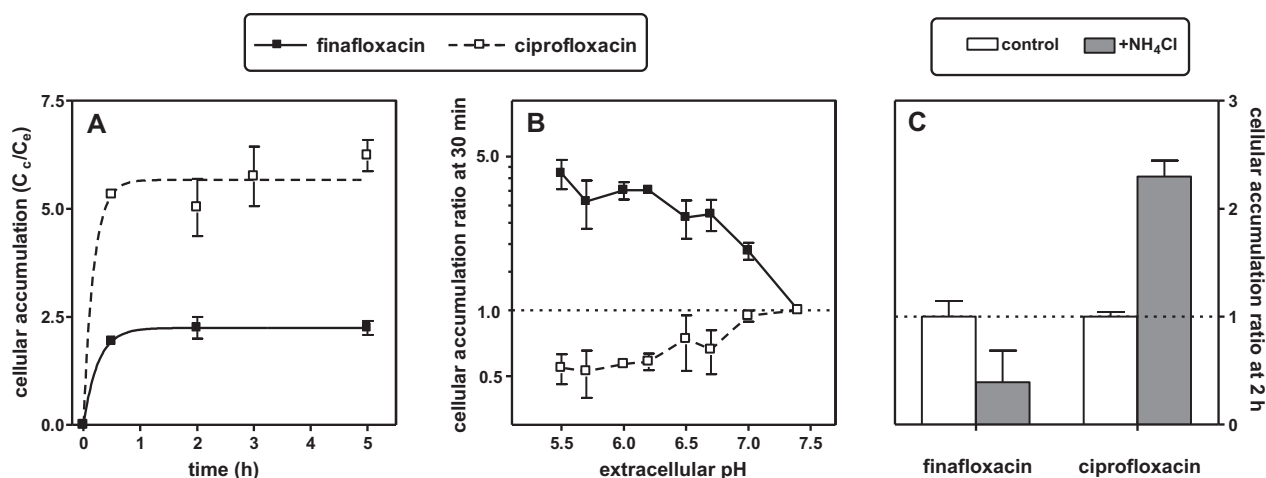 finafloxacin
ciprofloxacin
control
+NH₄Cl
A
cellular accumulation (C c/Ce)
7.5
5.0
2.5
0.0
0 1 2 3 4 5
time (h)
B
cellular accumulation ratio at 30 min
5.0
1.0
0.5
5.5 6.0 6.5 7.0 7.5
extracellular pH
C
3
2
1
0
cellular accumulation ratio at 2 h
finafloxacin ciprofloxacin